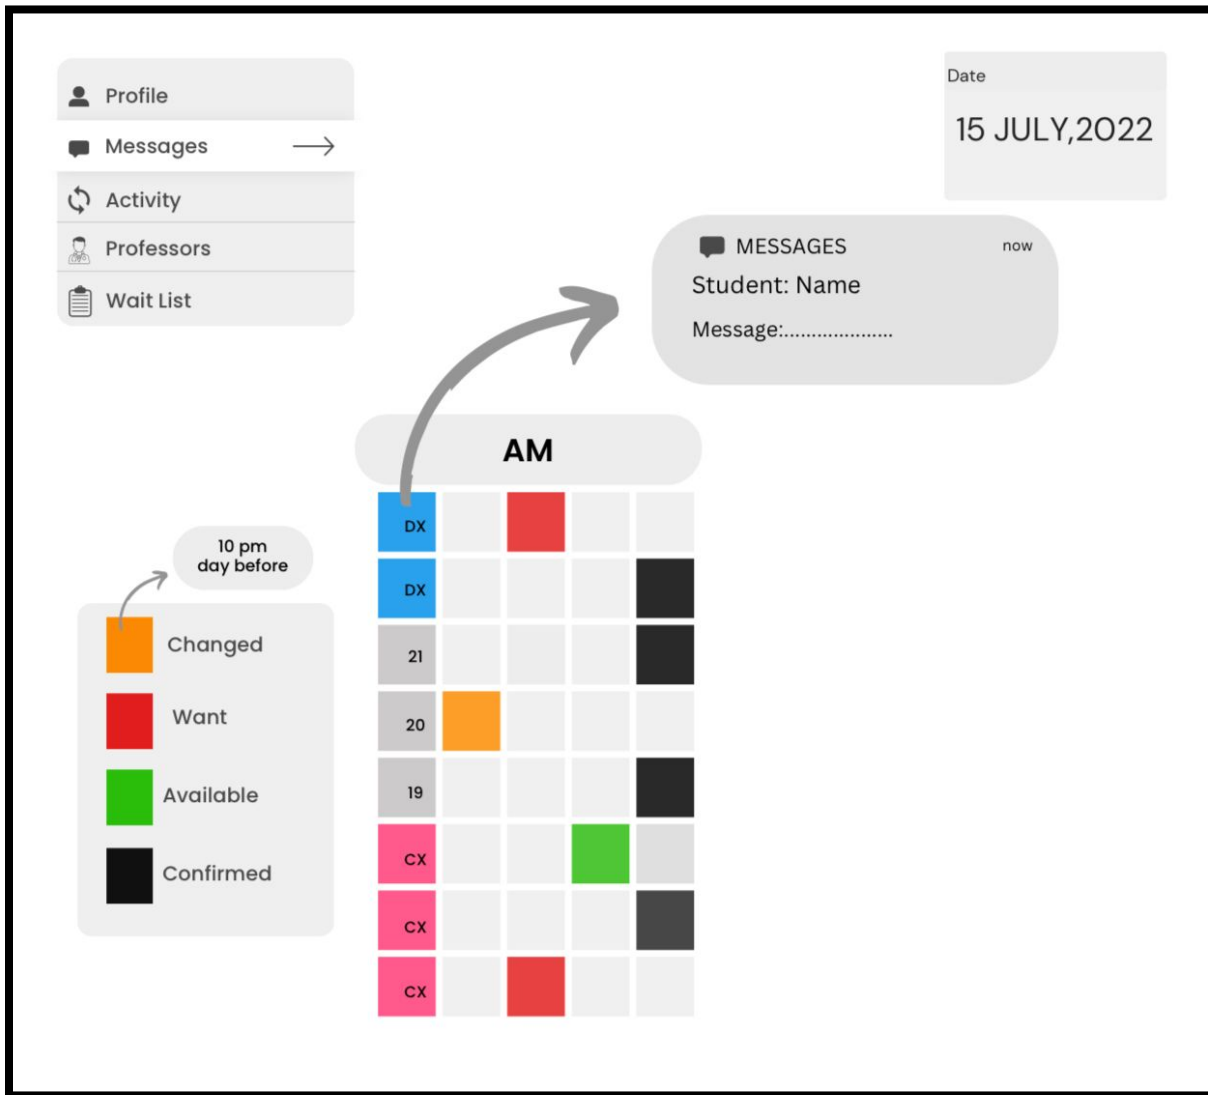 Profile
Messages
Activity
Professors
Wait List
Date
15 JULY,2022
MESSAGES now
Student: Name
Message:...................
AM
DX
DX
21
20
19
CX
CX
CX
10 pm
day before
Changed
Want
Available
Confirmed